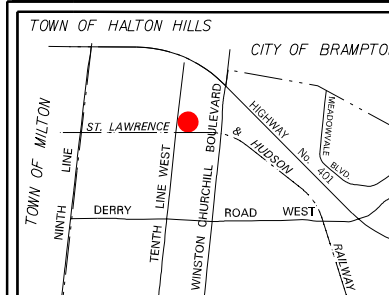 TOWN OF HALTON HILLS
CITY OF BRAMPTO
TOWN OF MILTON
NINTH LINE
ST. LAWRENCE
& HUDSON
RAILWAY
TENTH LINE WEST
WINSTON CHURCHILL BOULEVARD
HIGHWAY No. 401
MEADOWVALE BLVD
DERRY ROAD WEST